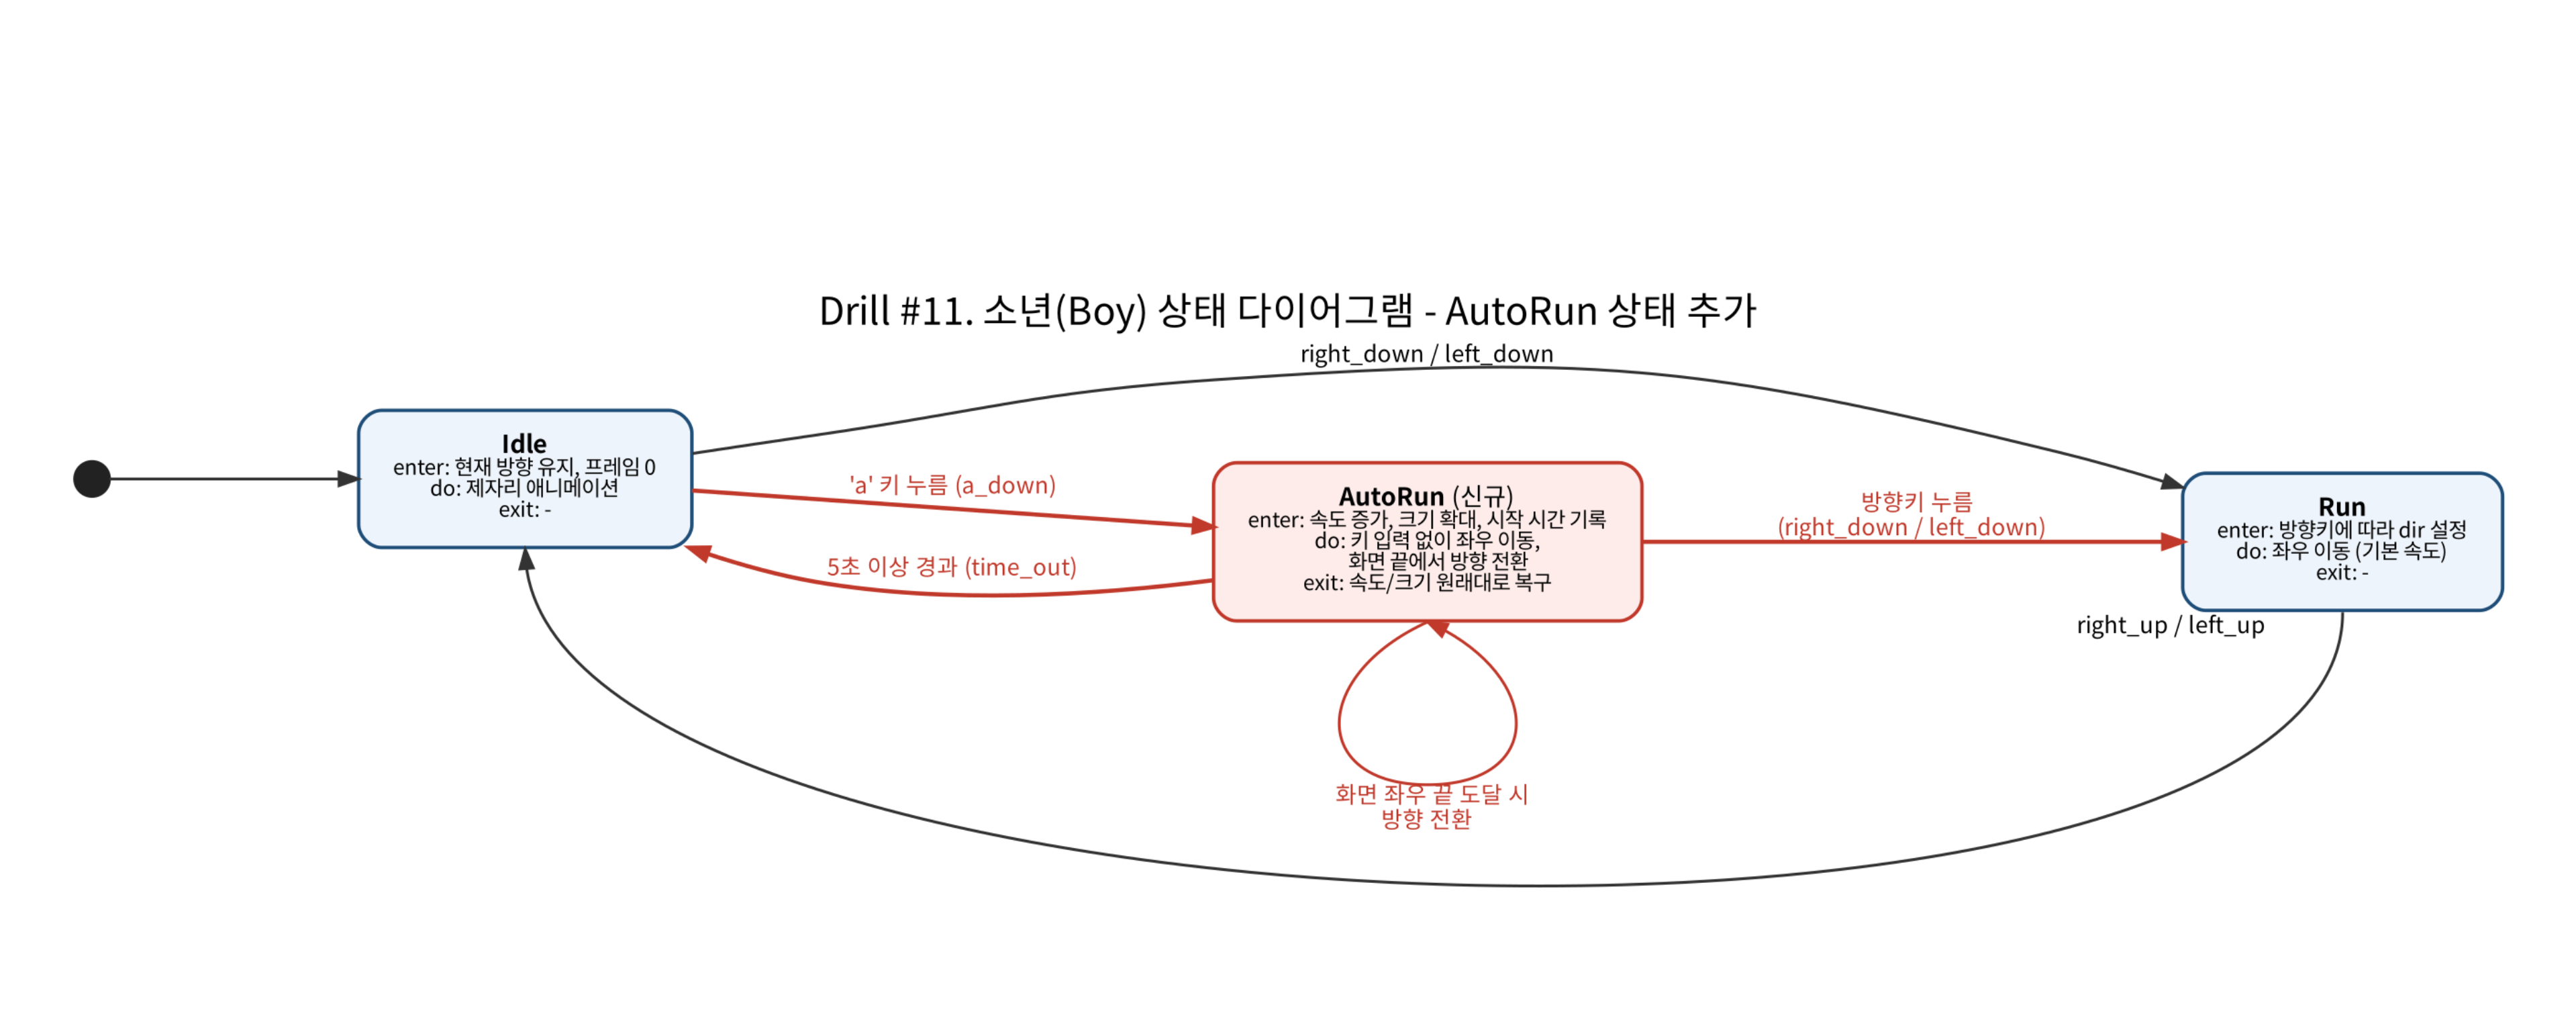 Drill #11. 소년(Boy) 상태 다이어그램 - AutoRun 상태 추가
right_down / left_down
Idle
enter: 현재 방향 유지, 프레임 0
do: 제자리 애니메이션
exit: -
'a' 키 누름 (a_down)
5초 이상 경과 (time_out)
AutoRun (신규)
enter: 속도 증가, 크기 확대, 시작 시간 기록
do: 키 입력 없이 좌우 이동,
화면 끝에서 방향 전환
exit: 속도/크기 원래대로 복구
방향키 누름
(right_down / left_down)
Run
enter: 방향키에 따라 dir 설정
do: 좌우 이동 (기본 속도)
exit: -
right_up / left_up
화면 좌우 끝 도달 시
방향 전환